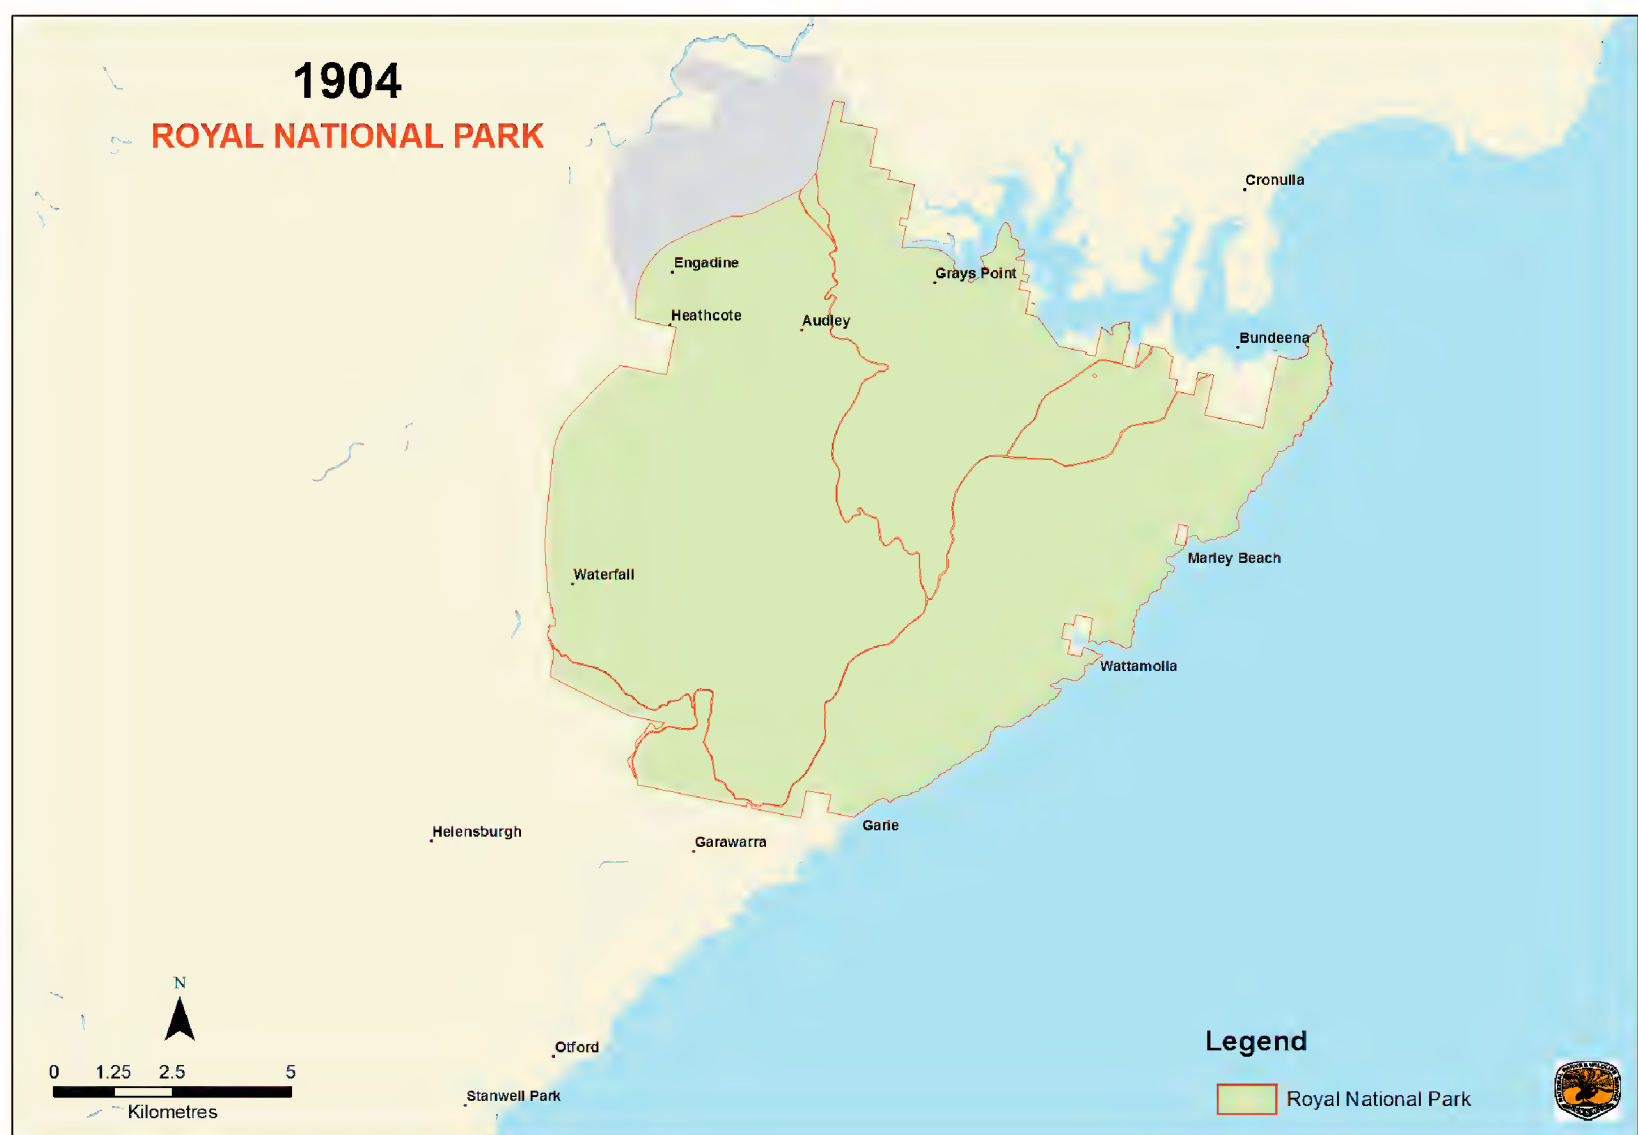 1904
ROYAL NATIONAL PARK
Cronulla
Engadine
Grays Point
Heathcote
Audley
Bundeena
Marley Beach
Waterfall
Wattamolla
Garie
Helensburgh
Garawarra
N
Otford
Legend
0 1.25 2.5 5
Stanwell Park
Royal National Park
Kilometres